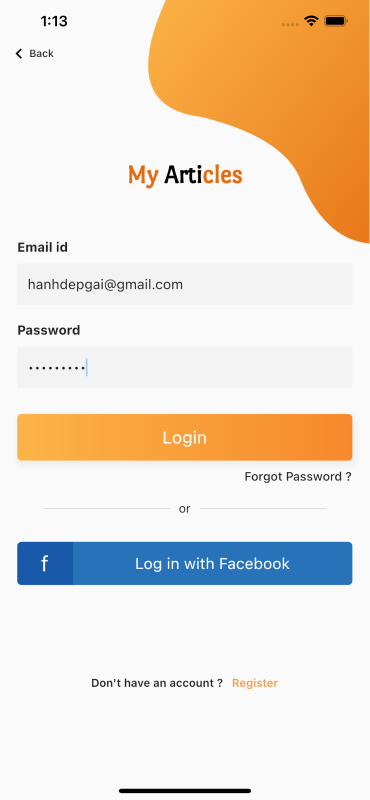 1:13
Back
My Articles
Email id
hanhdepgai@gmail.com
Password
•••••••••
Login
Forgot Password ?
or
f Log in with Facebook
Don't have an account ? Register